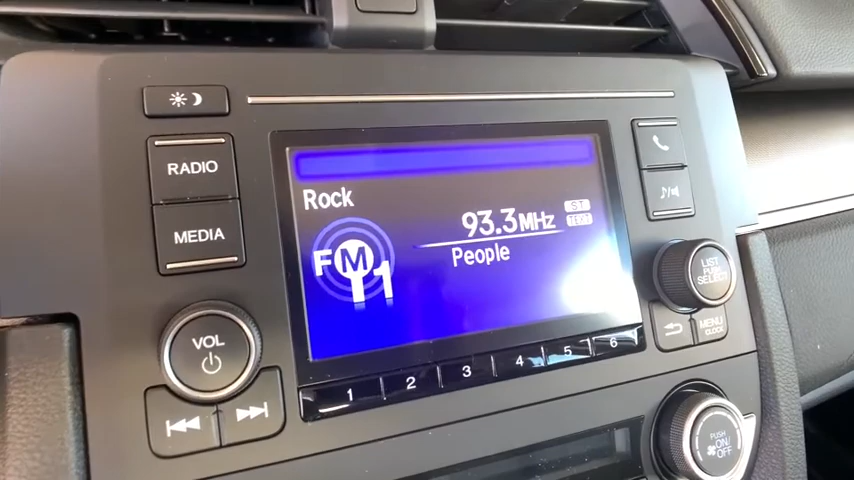 RADIO
MEDIA
VOL
Rock
93.3MHz
ST
TEXT
FM1
People
1 2 3 4 5 6
LIST
PUSH
SELECT
MENU
CLOCK
PUSH
ON/
OFF